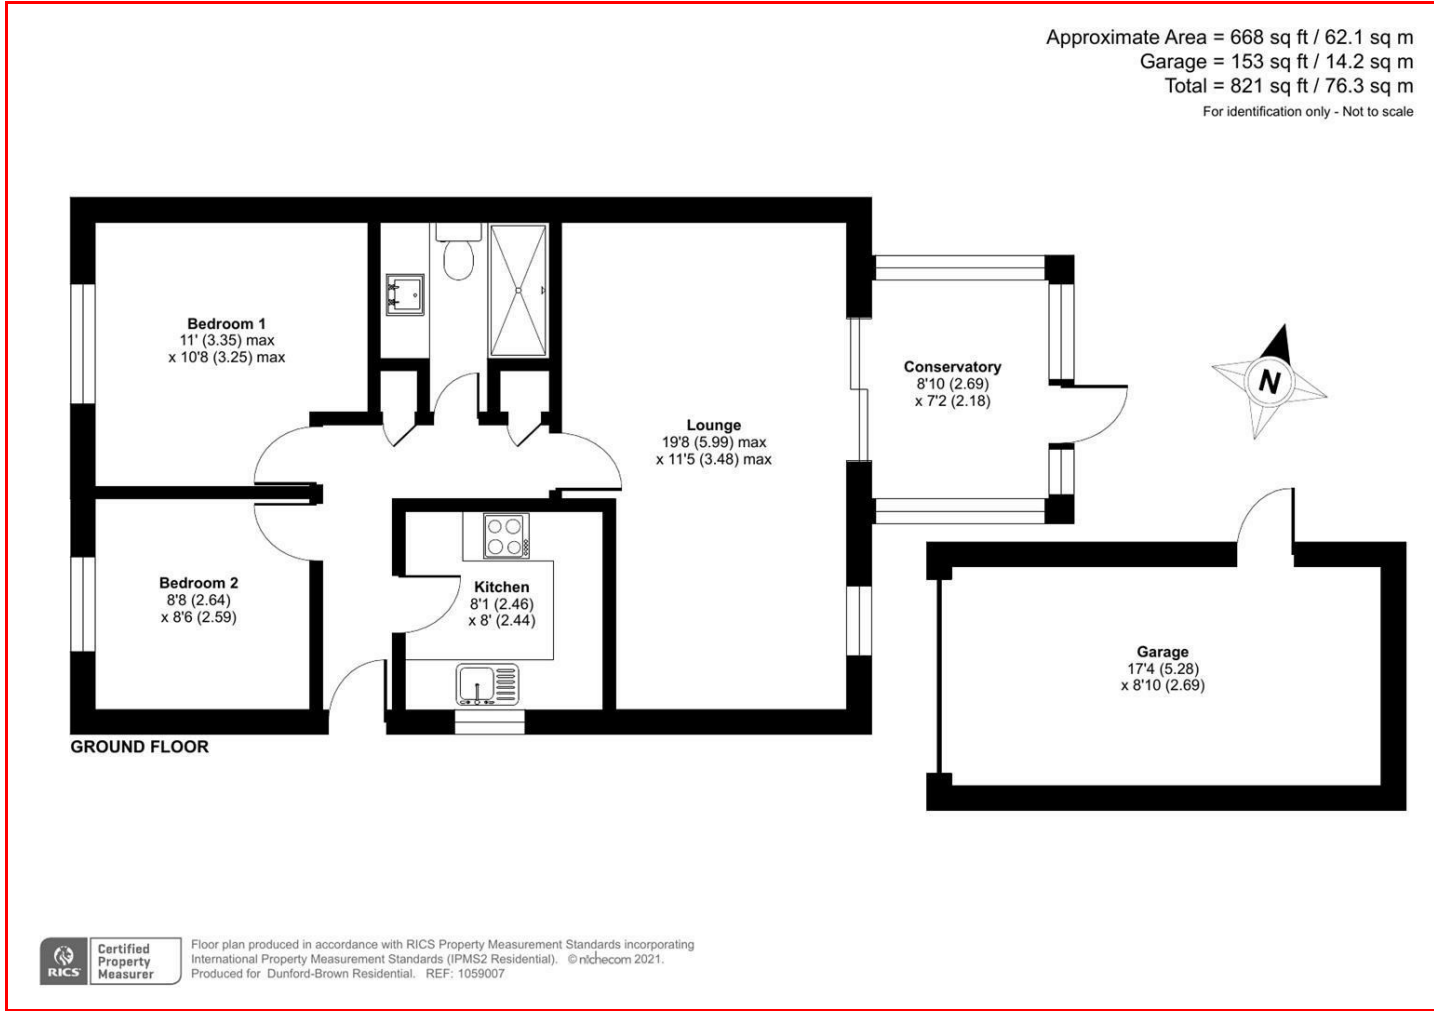 Approximate Area = 668 sq ft / 62.1 sq m
Garage = 153 sq ft / 14.2 sq m
Total = 821 sq ft / 76.3 sq m
For identification only - Not to scale
Bedroom 1
11' (3.35) max
x 10'8 (3.25) max
Conservatory
8'10 (2.69)
x 7'2 (2.18)
N
Lounge
19'8 (5.99) max
x 11'5 (3.48) max
Bedroom 2
8'8 (2.64)
x 8'6 (2.59)
Kitchen
8'1 (2.46)
x 8' (2.44)
Garage
17'4 (5.28)
x 8'10 (2.69)
GROUND FLOOR
RICS
Certified
Property
Measurer
Floor plan produced in accordance with RICS Property Measurement Standards incorporating
International Property Measurement Standards (IPMS2 Residential). © nichecom 2021.
Produced for Dunford-Brown Residential. REF: 1059007